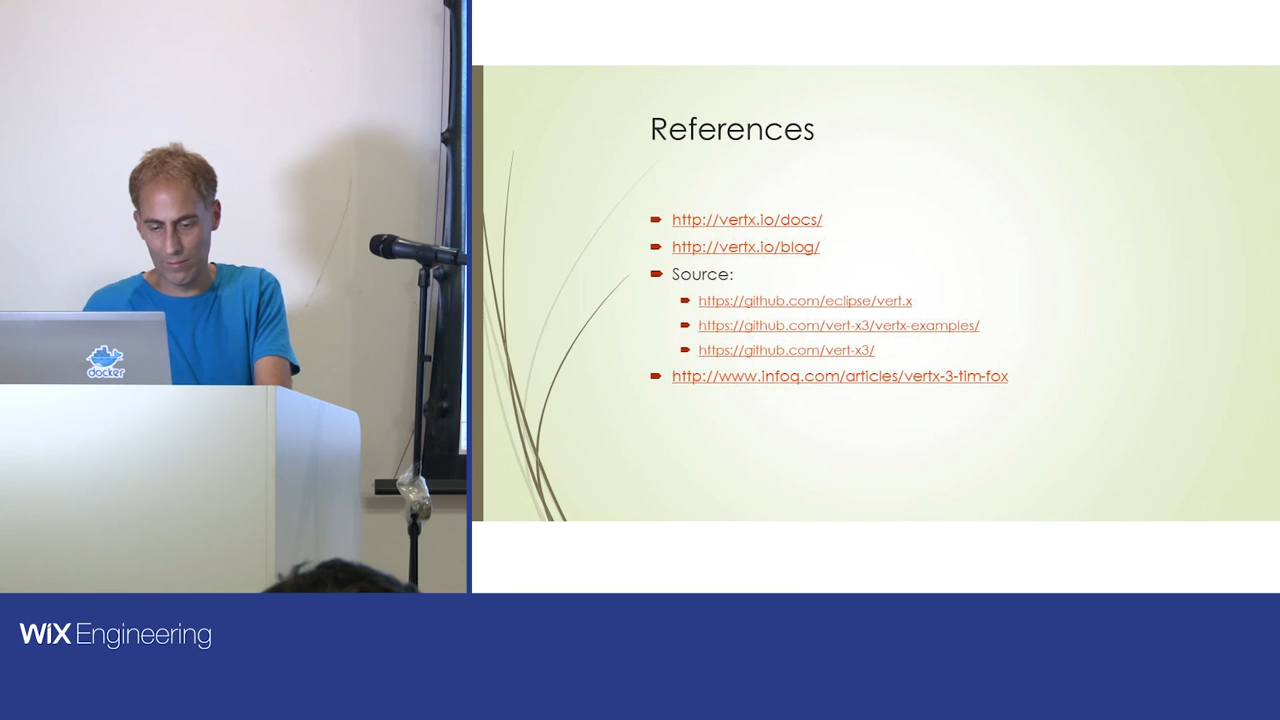 docker
References
http://vertx.io/docs/
http://vertx.io/blog/
Source:
https://github.com/eclipse/vert.x
https://github.com/vert-x3/vertx-examples/
https://github.com/vert-x3/
http://www.infoq.com/articles/vertx-3-tim-fox
WiX Engineering